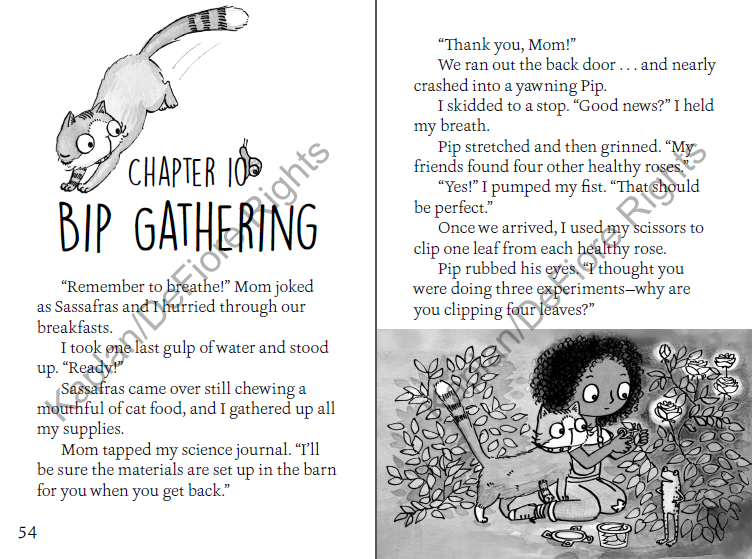 CHAPTER 10
BIP GATHERING
“Remember to breathe!” Mom joked
as Sassafras and I hurried through our
breakfasts.
I took one last gulp of water and stood
up. “Ready!”
Sassafras came over still chewing a
mouthful of cat food, and I gathered up all
my supplies.
Mom tapped my science journal. “I’ll
be sure the materials are set up in the barn
for you when you get back.”
54
“Thank you, Mom!”
We ran out the back door . . . and nearly
crashed into a yawning Pip.
I skidded to a stop. “Good news?” I held
my breath.
Pip stretched and then grinned. “My
friends found four other healthy roses.”
“Yes!” I pumped my fist. “That should
be perfect.”
Once we arrived, I used my scissors to
clip one leaf from each healthy rose.
Pip rubbed his eyes. “I thought you
were doing three experiments—why are
you clipping four leaves?”
Kaplan/DeFiore Rights
Kaplan/DeFiore Rights